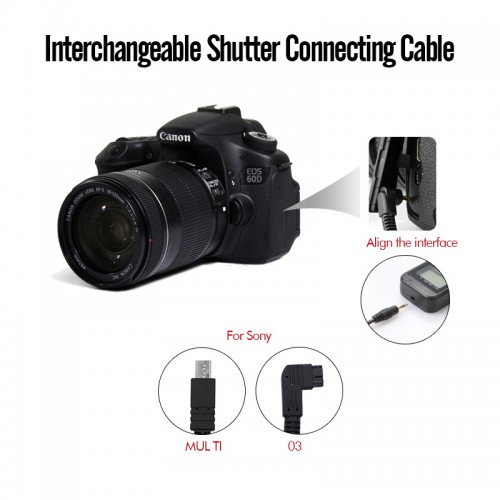 Interchangeable Shutter Connecting Cable
Canon
EOS
60D
Align the interface
For Sony
MUL TI
03